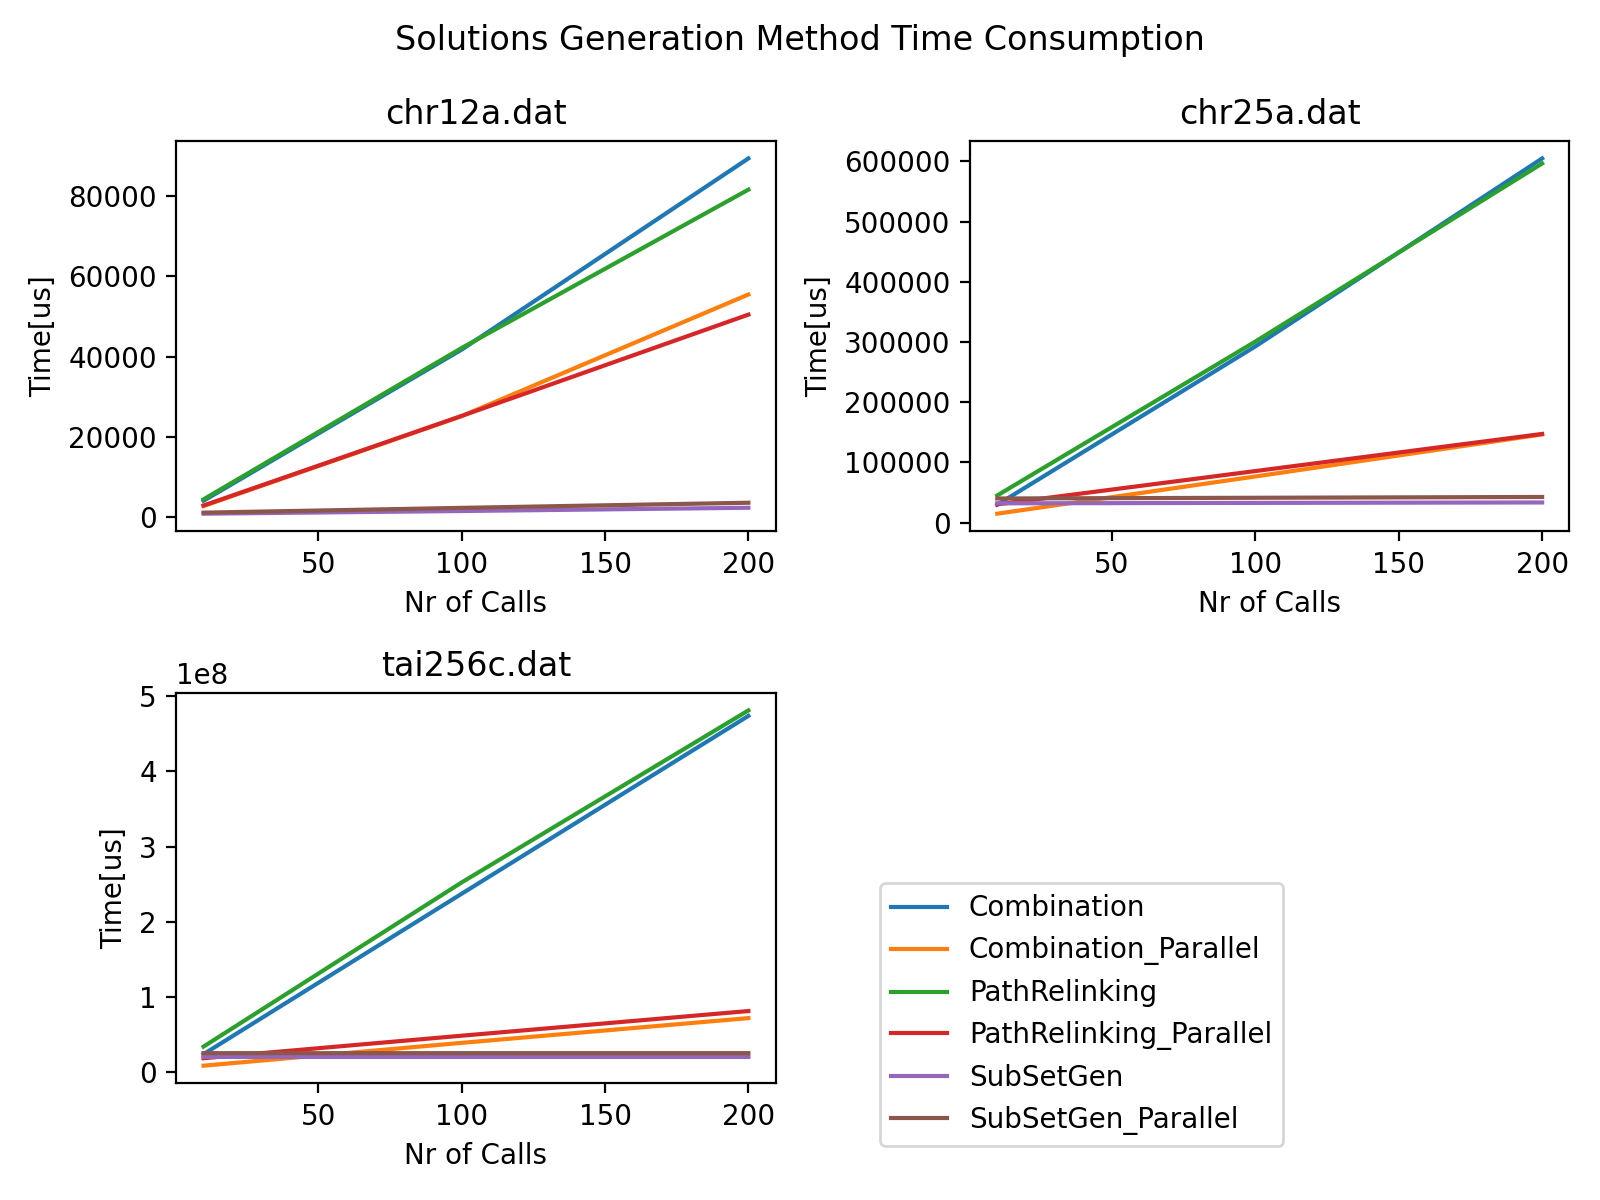 Solutions Generation Method Time Consumption
chr12a.dat
80000
60000
40000
20000
0
Time[us]
50 100 150 200
Nr of Calls
chr25a.dat
600000
500000
400000
300000
200000
100000
0
Time[us]
50 100 150 200
Nr of Calls
tai256c.dat
1e8
5
4
3
2
1
0
Time[us]
50 100 150 200
Nr of Calls
Combination
Combination_Parallel
PathRelinking
PathRelinking_Parallel
SubSetGen
SubSetGen_Parallel